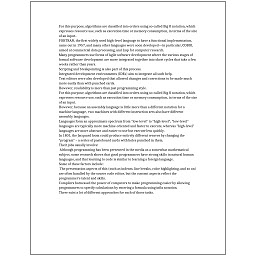 For this purpose, algorithms are classified into orders using so-called Big O notation, which
expresses resource use, such as execution time or memory consumption, in terms of the size
of an input.
FORTRAN, the first widely used high-level language to have a functional implementation,
came out in 1957, and many other languages were soon developed—in particular, COBOL
aimed at commercial data processing, and Lisp for computer research.
Many programmers use forms of Agile software development where the various stages of
formal software development are more integrated together into short cycles that take a few
weeks rather than years.
Scripting and breakpointing is also part of this process.
Integrated development environments (IDEs) aim to integrate all such help.
Text editors were also developed that allowed changes and corrections to be made much
more easily than with punched cards.
However, readability is more than just programming style.
For this purpose, algorithms are classified into orders using so-called Big O notation, which
expresses resource use, such as execution time or memory consumption, in terms of the size
of an input.
However, because an assembly language is little more than a different notation for a
machine language, two machines with different instruction sets also have different
assembly languages.
Languages form an approximate spectrum from "low-level" to "high-level"; "low-level"
languages are typically more machine-oriented and faster to execute, whereas "high-level"
languages are more abstract and easier to use but execute less quickly.
In 1801, the Jacquard loom could produce entirely different weaves by changing the
"program" – a series of pasteboard cards with holes punched in them.
Their jobs usually involve:
Although programming has been presented in the media as a somewhat mathematical
subject, some research shows that good programmers have strong skills in natural human
languages, and that learning to code is similar to learning a foreign language.
Some of these factors include:
The presentation aspects of this (such as indents, line breaks, color highlighting, and so on)
are often handled by the source code editor, but the content aspects reflect the
programmer's talent and skills.
Compilers harnessed the power of computers to make programming easier by allowing
programmers to specify calculations by entering a formula using infix notation.
There exist a lot of different approaches for each of those tasks.